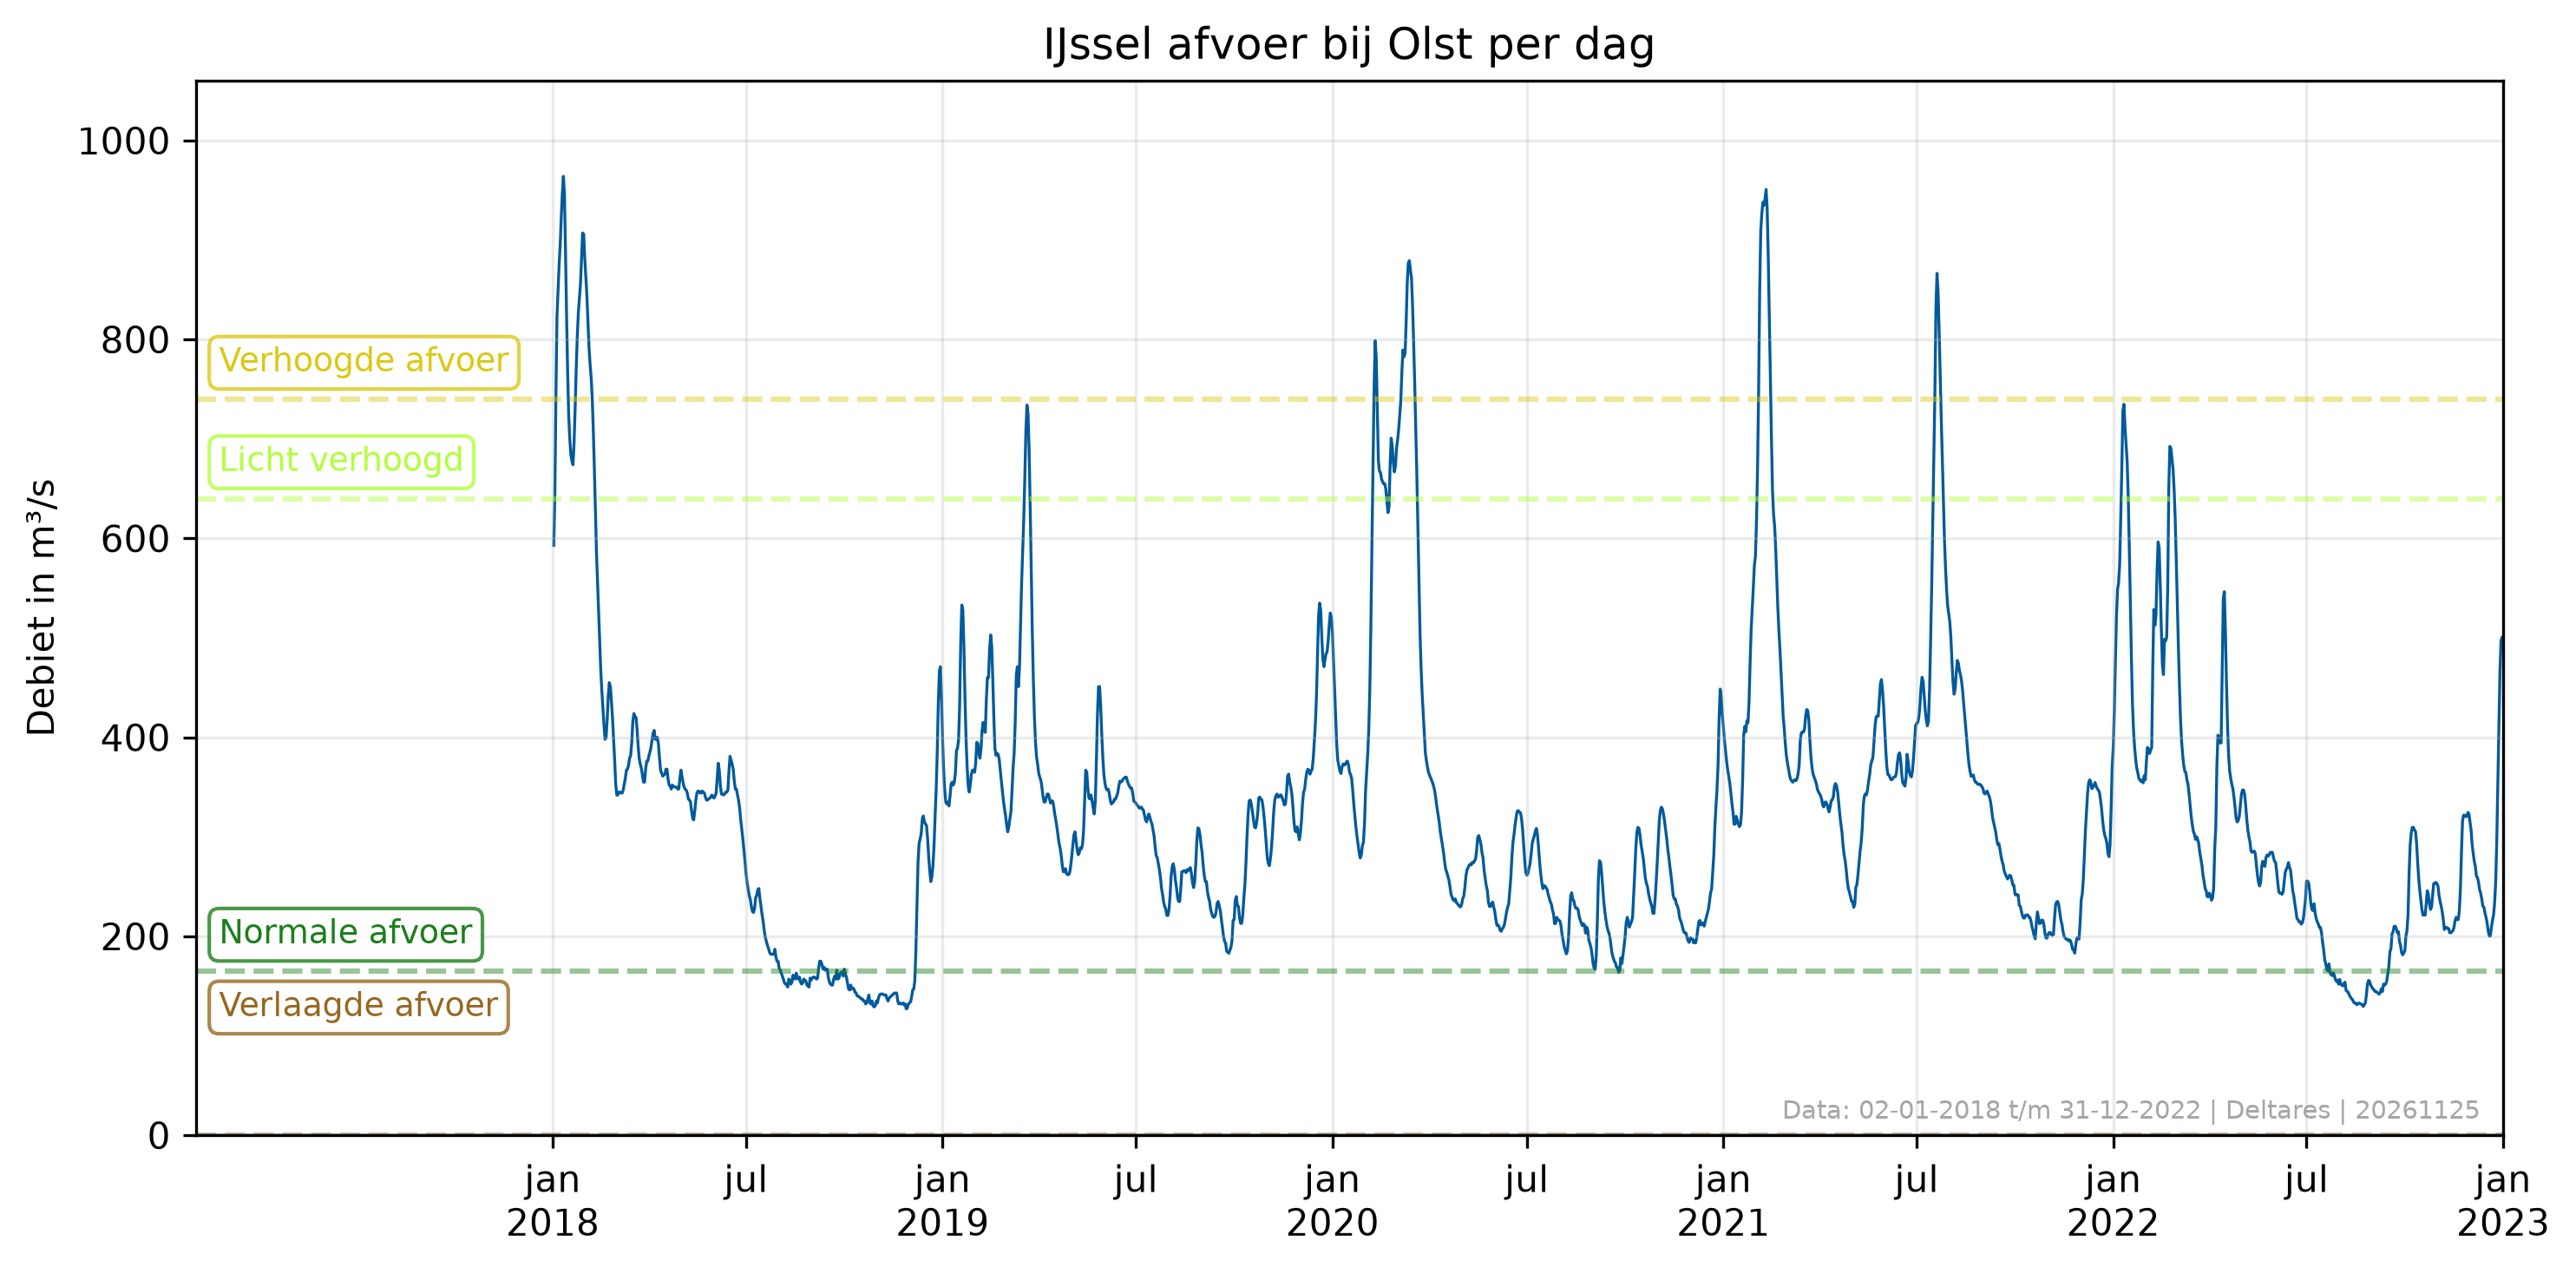 IJssel afvoer bij Olst per dag
Debiet in m³/s
1000
800
600
400
200
0
Verhoogde afvoer
Licht verhoogd
Normale afvoer
Verlaagde afvoer
Data: 02-01-2018 t/m 31-12-2022 | Deltares | 20261125
jan jul jan jul jan jul jan jul jan jul jan
2018 2019 2020 2021 2022 2023